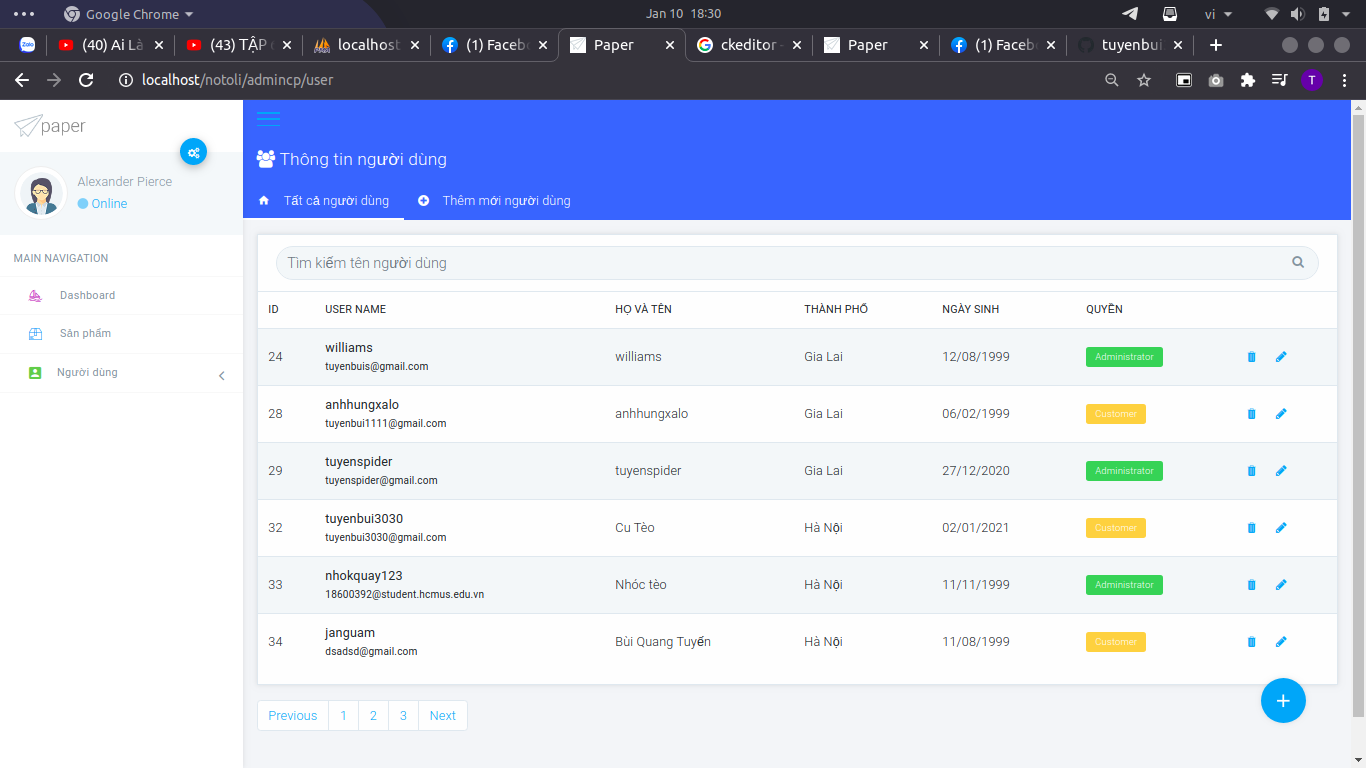 Google Chrome
Jan 10 18:30
vi
Zalo
(40) Ai Là
(43) TẬP
localhost
(1) Faceb
Paper
ckeditor -
Paper
(1) Faceb
tuyenbui
localhost/notoli/admincp/user
T
paper
Alexander Pierce
Online
MAIN NAVIGATION
Dashboard
Sản phẩm
Người dùng
Thông tin người dùng
Tất cả người dùng
Thêm mới người dùng
Tìm kiếm tên người dùng
ID USER NAME HỌ VÀ TÊN THÀNH PHỐ NGÀY SINH QUYỀN
24 williams williams Gia Lai 12/08/1999 Administrator
tuyenbuis@gmail.com
28 anhhungxalo anhhungxalo Gia Lai 06/02/1999 Customer
tuyenbui1111@gmail.com
29 tuyenspider tuyenspider Gia Lai 27/12/2020 Administrator
tuyenspider@gmail.com
32 tuyenbui3030 Cu Tèo Hà Nội 02/01/2021 Customer
tuyenbui3030@gmail.com
33 nhokquay123 Nhóc tèo Hà Nội 11/11/1999 Administrator
18600392@student.hcmus.edu.vn
34 janguam Bùi Quang Tuyến Hà Nội 11/08/1999 Customer
dsadsd@gmail.com
Previous 1 2 3 Next